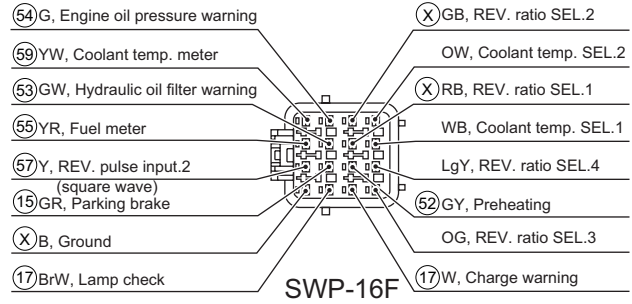 54 G, Engine oil pressure warning
59 YW, Coolant temp. meter
53 GW, Hydraulic oil filter warning
55 YR, Fuel meter
57 Y, REV. pulse input.2
(square wave)
15 GR, Parking brake
X B, Ground
17 BrW, Lamp check
X GB, REV. ratio SEL.2
OW, Coolant temp. SEL.2
X RB, REV. ratio SEL.1
WB, Coolant temp. SEL.1
LgY, REV. ratio SEL.4
52 GY, Preheating
OG, REV. ratio SEL.3
17 W, Charge warning
SWP-16F